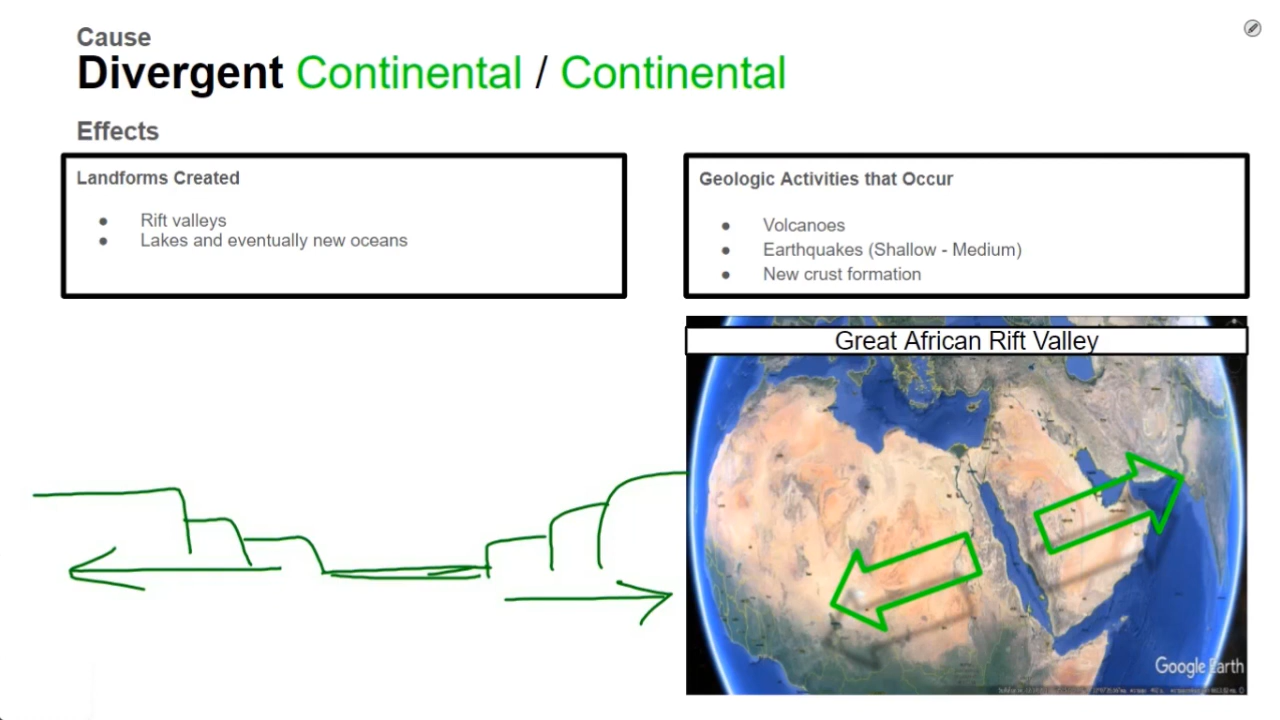 Cause
Divergent Continental / Continental
Effects
Landforms Created
● Rift valleys
● Lakes and eventually new oceans
Geologic Activities that Occur
● Volcanoes
● Earthquakes (Shallow - Medium)
● New crust formation
Great African Rift Valley
Google Earth